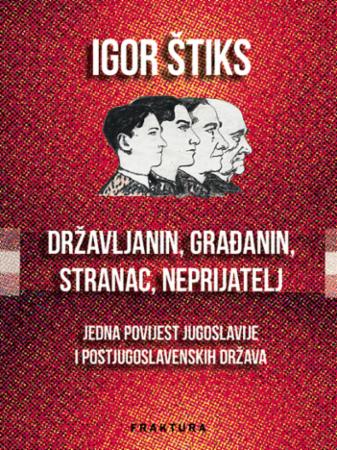 IGOR ŠTIKS
DRŽAVLJANIN, GRAĐANIN,
STRANAC, NEPRIJATELJ
JEDNA POVIJEST JUGOSLAVIJE
I POSTJUGOSLAVENSKIH DRŽAVA
FRAKTURA